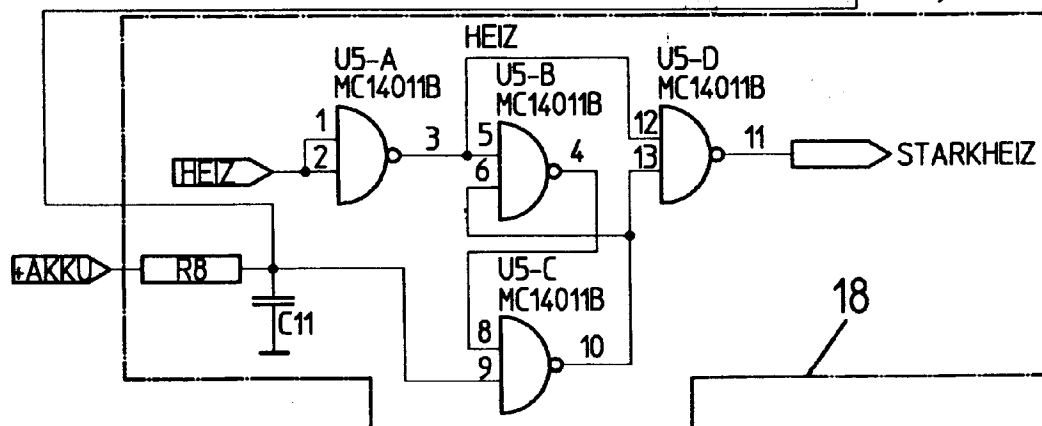 HEIZ
U5-A
MC14011B
U5-B
MC14011B
U5-D
MC14011B
1
2
3
5
6
4
12
13
11
HEIZ
STARKHEIZ
+AKKU
R8
C11
U5-C
MC14011B
8
9
10
18